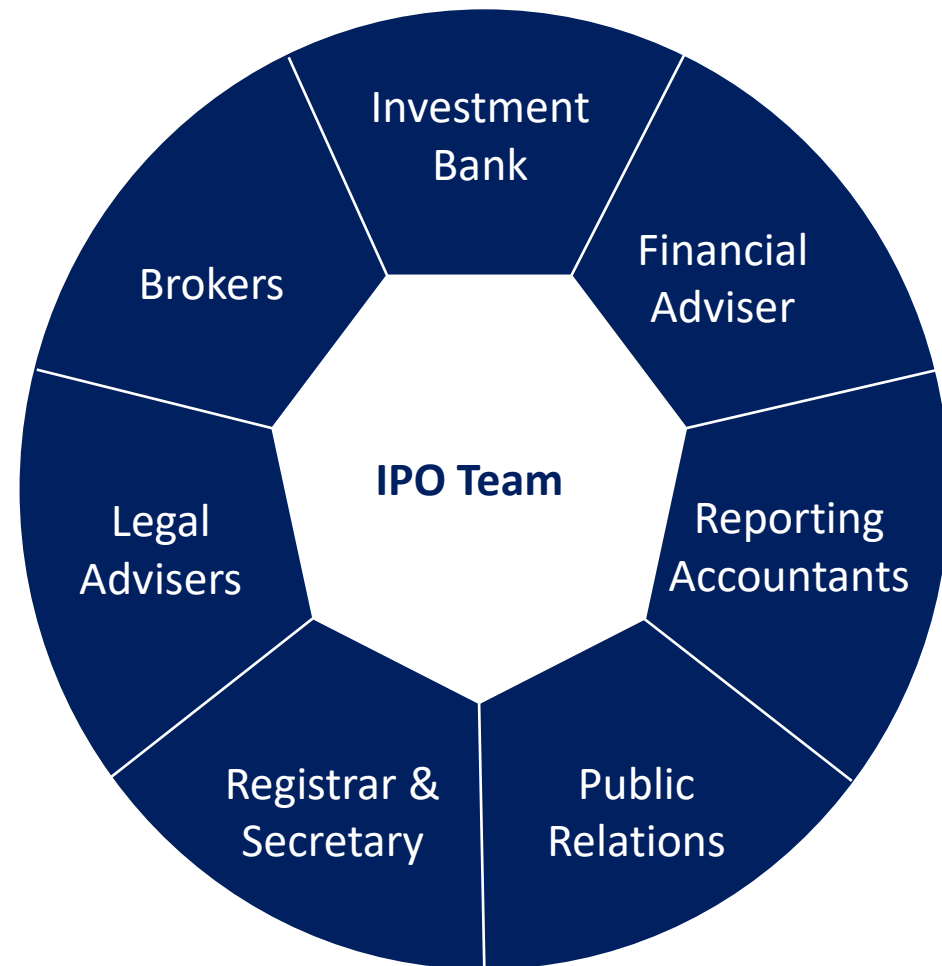 Investment
Bank
Financial
Adviser
Brokers
IPO Team
Reporting
Accountants
Legal
Advisers
Registrar &
Secretary
Public
Relations